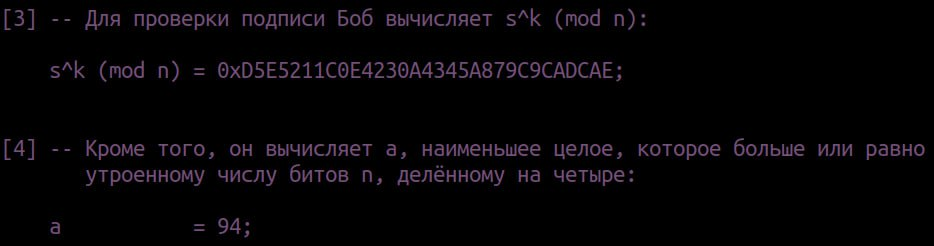 [3] -- Для проверки подписи Боб вычисляет s^k (mod n):
s^k (mod n) = 0xD5E5211C0E4230A4345A879C9CADCAE;
[4] -- Кроме того, он вычисляет a, наименьшее целое, которое больше или равно
утроенному числу битов n, делённому на четыре:
a = 94;